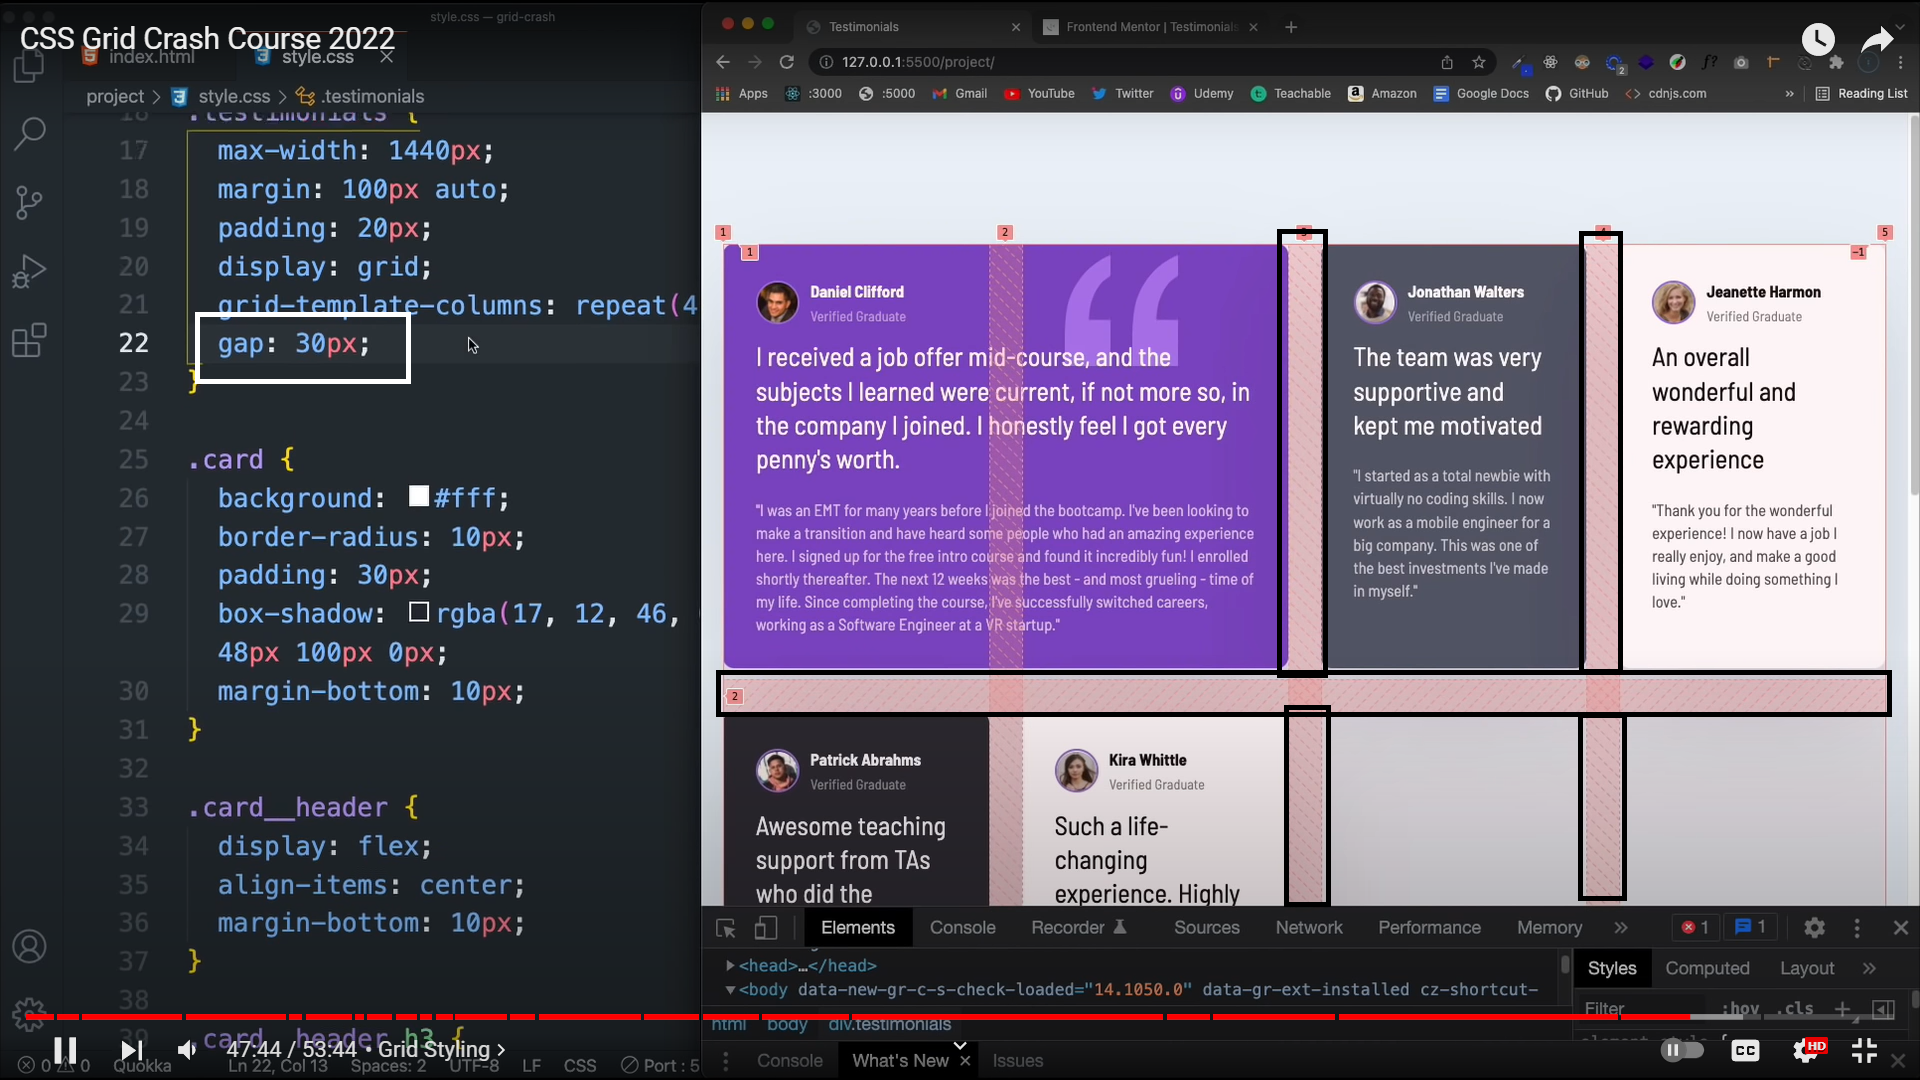 style.css — grid-crash
CSS Grid Crash Course 2022
index.html
style.css
project > style.css > .testimonials
16 .testimonials {
17 max-width: 1440px;
18 margin: 100px auto;
19 padding: 20px;
20 display: grid;
21 grid-template-columns: repeat(4
22 gap: 30px;
23 }
24
25 .card {
26 background: #fff;
27 border-radius: 10px;
28 padding: 30px;
29 box-shadow: rgba(17, 12, 46,
48px 100px 0px;
30 margin-bottom: 10px;
31 }
32
33 .card__header {
34 display: flex;
35 align-items: center;
36 margin-bottom: 10px;
37 }
38
39 .card__header h3 {
0 0 Quokka Ln 22, Col 13 Spaces: 2 UTF-8 LF CSS Port : 5
47:44 / 53:44 • Grid Styling >
Testimonials
Frontend Mentor | Testimonials
127.0.0.1:5500/project/
2
f?
Apps :3000 :5000 Gmail YouTube Twitter Udemy Teachable Amazon Google Docs GitHub cdnjs.com » Reading List
1 2 3 4 5
1 -1
Daniel Clifford
Verified Graduate
I received a job offer mid-course, and the
subjects I learned were current, if not more so, in
the company I joined. I honestly feel I got every
penny's worth.
"I was an EMT for many years before I joined the bootcamp. I've been looking to
make a transition and have heard some people who had an amazing experience
here. I signed up for the free intro course and found it incredibly fun! I enrolled
shortly thereafter. The next 12 weeks was the best - and most grueling - time of
my life. Since completing the course, I've successfully switched careers,
working as a Software Engineer at a VR startup."
Jonathan Walters
Verified Graduate
The team was very
supportive and
kept me motivated
"I started as a total newbie with
virtually no coding skills. I now
work as a mobile engineer for a
big company. This was one of
the best investments I've made
in myself."
Jeanette Harmon
Verified Graduate
An overall
wonderful and
rewarding
experience
"Thank you for the wonderful
experience! I now have a job I
really enjoy, and make a good
living while doing something I
love."
2
Patrick Abrahms
Verified Graduate
Awesome teaching
support from TAs
who did the
Kira Whittle
Verified Graduate
Such a life-
changing
experience. Highly
Elements Console Recorder Sources Network Performance Memory » 1 1
<head>…</head>
<body data-new-gr-c-s-check-loaded="14.1050.0" data-gr-ext-installed cz-shortcut-
html body div.testimonials
Styles Computed Layout »
Filter :hov .cls +
Console What's New Issues
CC HD